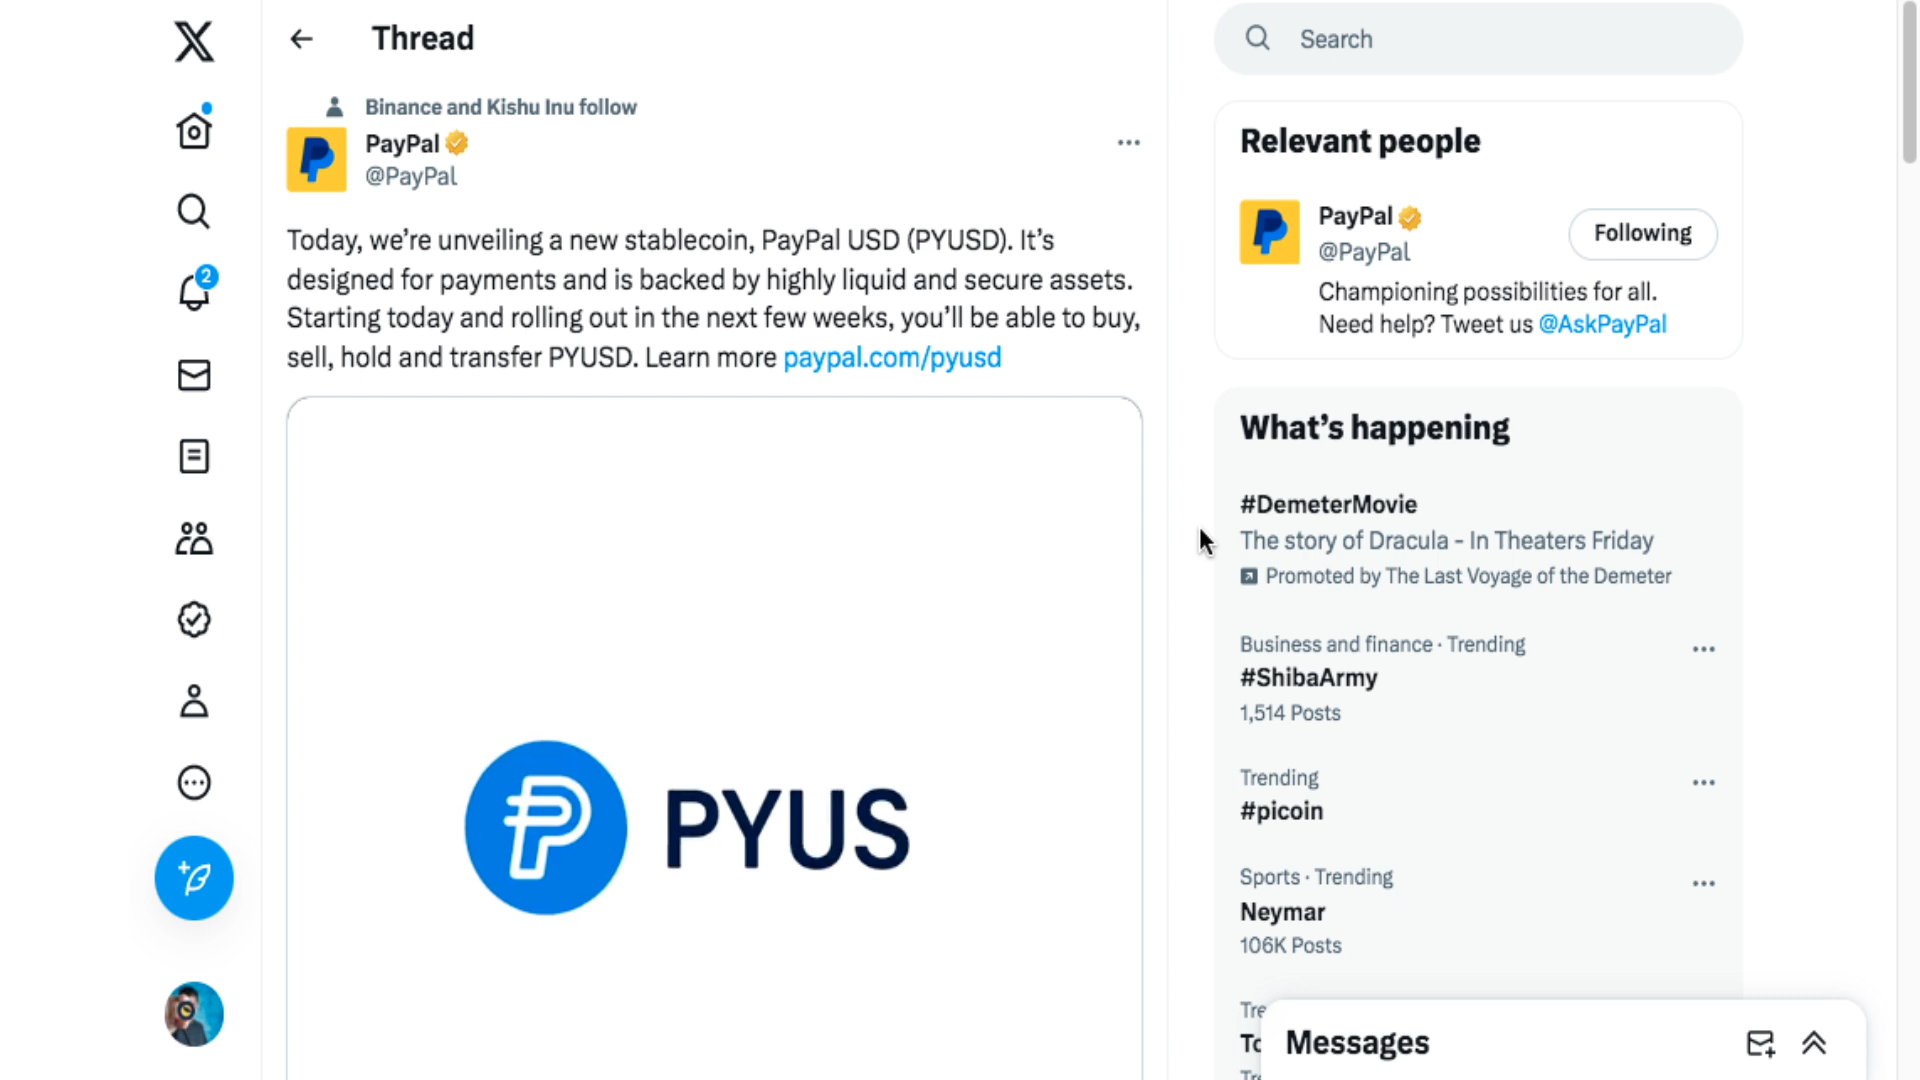 Thread
Binance and Kishu Inu follow
PayPal
@PayPal
Today, we’re unveiling a new stablecoin, PayPal USD (PYUSD). It’s
designed for payments and is backed by highly liquid and secure assets.
Starting today and rolling out in the next few weeks, you’ll be able to buy,
sell, hold and transfer PYUSD. Learn more paypal.com/pyusd
PYUS
2
Search
Relevant people
PayPal
@PayPal
Following
Championing possibilities for all.
Need help? Tweet us @AskPayPal
What’s happening
#DemeterMovie
The story of Dracula - In Theaters Friday
Promoted by The Last Voyage of the Demeter
Business and finance · Trending
#ShibaArmy
1,514 Posts
Trending
#picoin
Sports · Trending
Neymar
106K Posts
Messages